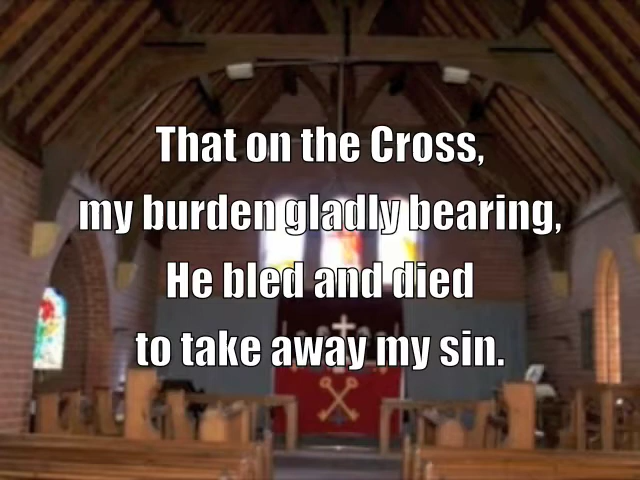 That on the Cross,
my burden gladly bearing,
He bled and died
to take away my sin.